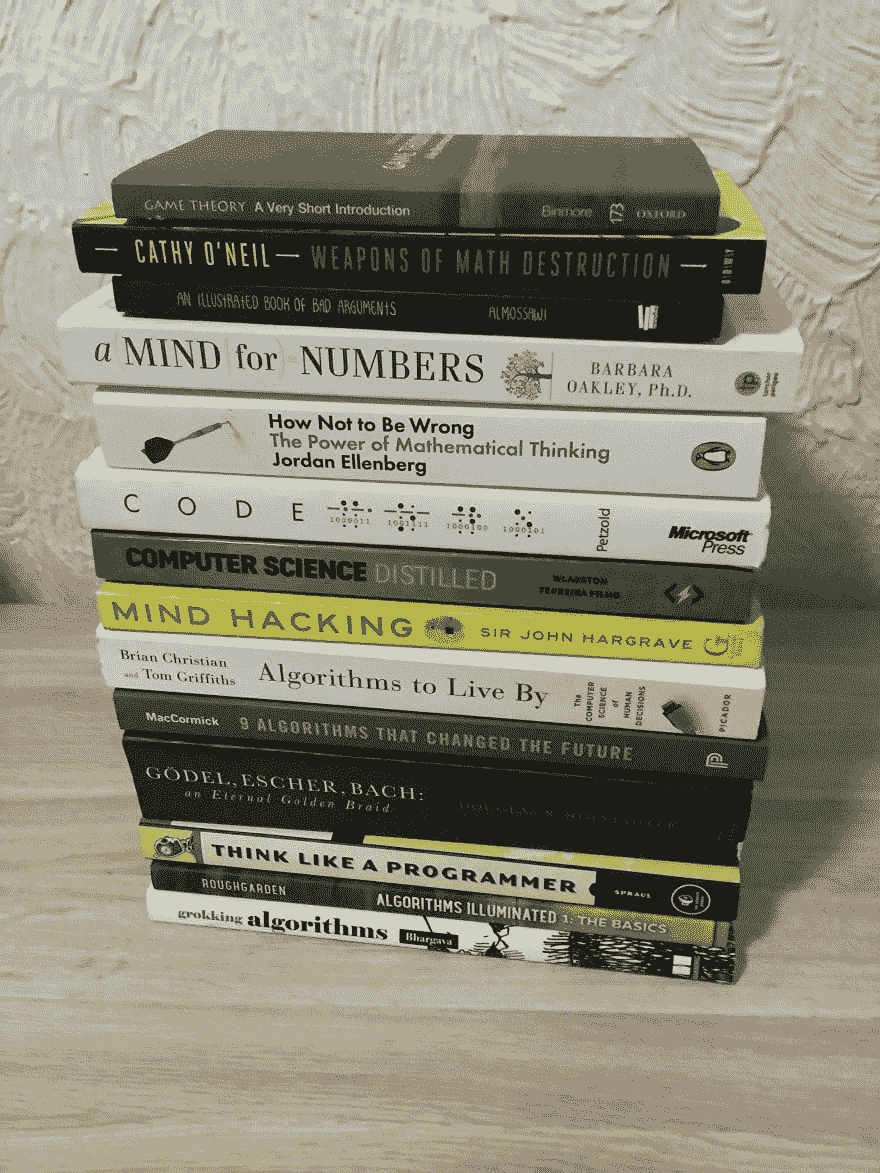 GAME THEORY A Very Short Introduction Binmore 173 OXFORD
CATHY O'NEIL — WEAPONS OF MATH DESTRUCTION —
AN ILLUSTRATED BOOK OF BAD ARGUMENTS ALMOSSAWI
a MIND for NUMBERS BARBARA
OAKLEY, Ph.D.
How Not to Be Wrong
The Power of Mathematical Thinking
Jordan Ellenberg
CODE 1000011 1001111 1000100 1000101 Petzold Microsoft
Press
COMPUTER SCIENCE DISTILLED WLADSTON
FERREIRA FILHO
MIND HACKING SIR JOHN HARGRAVE G
Brian Christian
and Tom Griffiths
Algorithms to Live By
The
COMPUTER
SCIENCE
of
HUMAN
DECISIONS
PICADOR
MacCormick 9 ALGORITHMS THAT CHANGED THE FUTURE
GÖDEL, ESCHER, BACH:
an Eternal Golden Braid
THINK LIKE A PROGRAMMER SPRAUL
ROUGHGARDEN ALGORITHMS ILLUMINATED 1: THE BASICS
grokking algorithms Bhargava